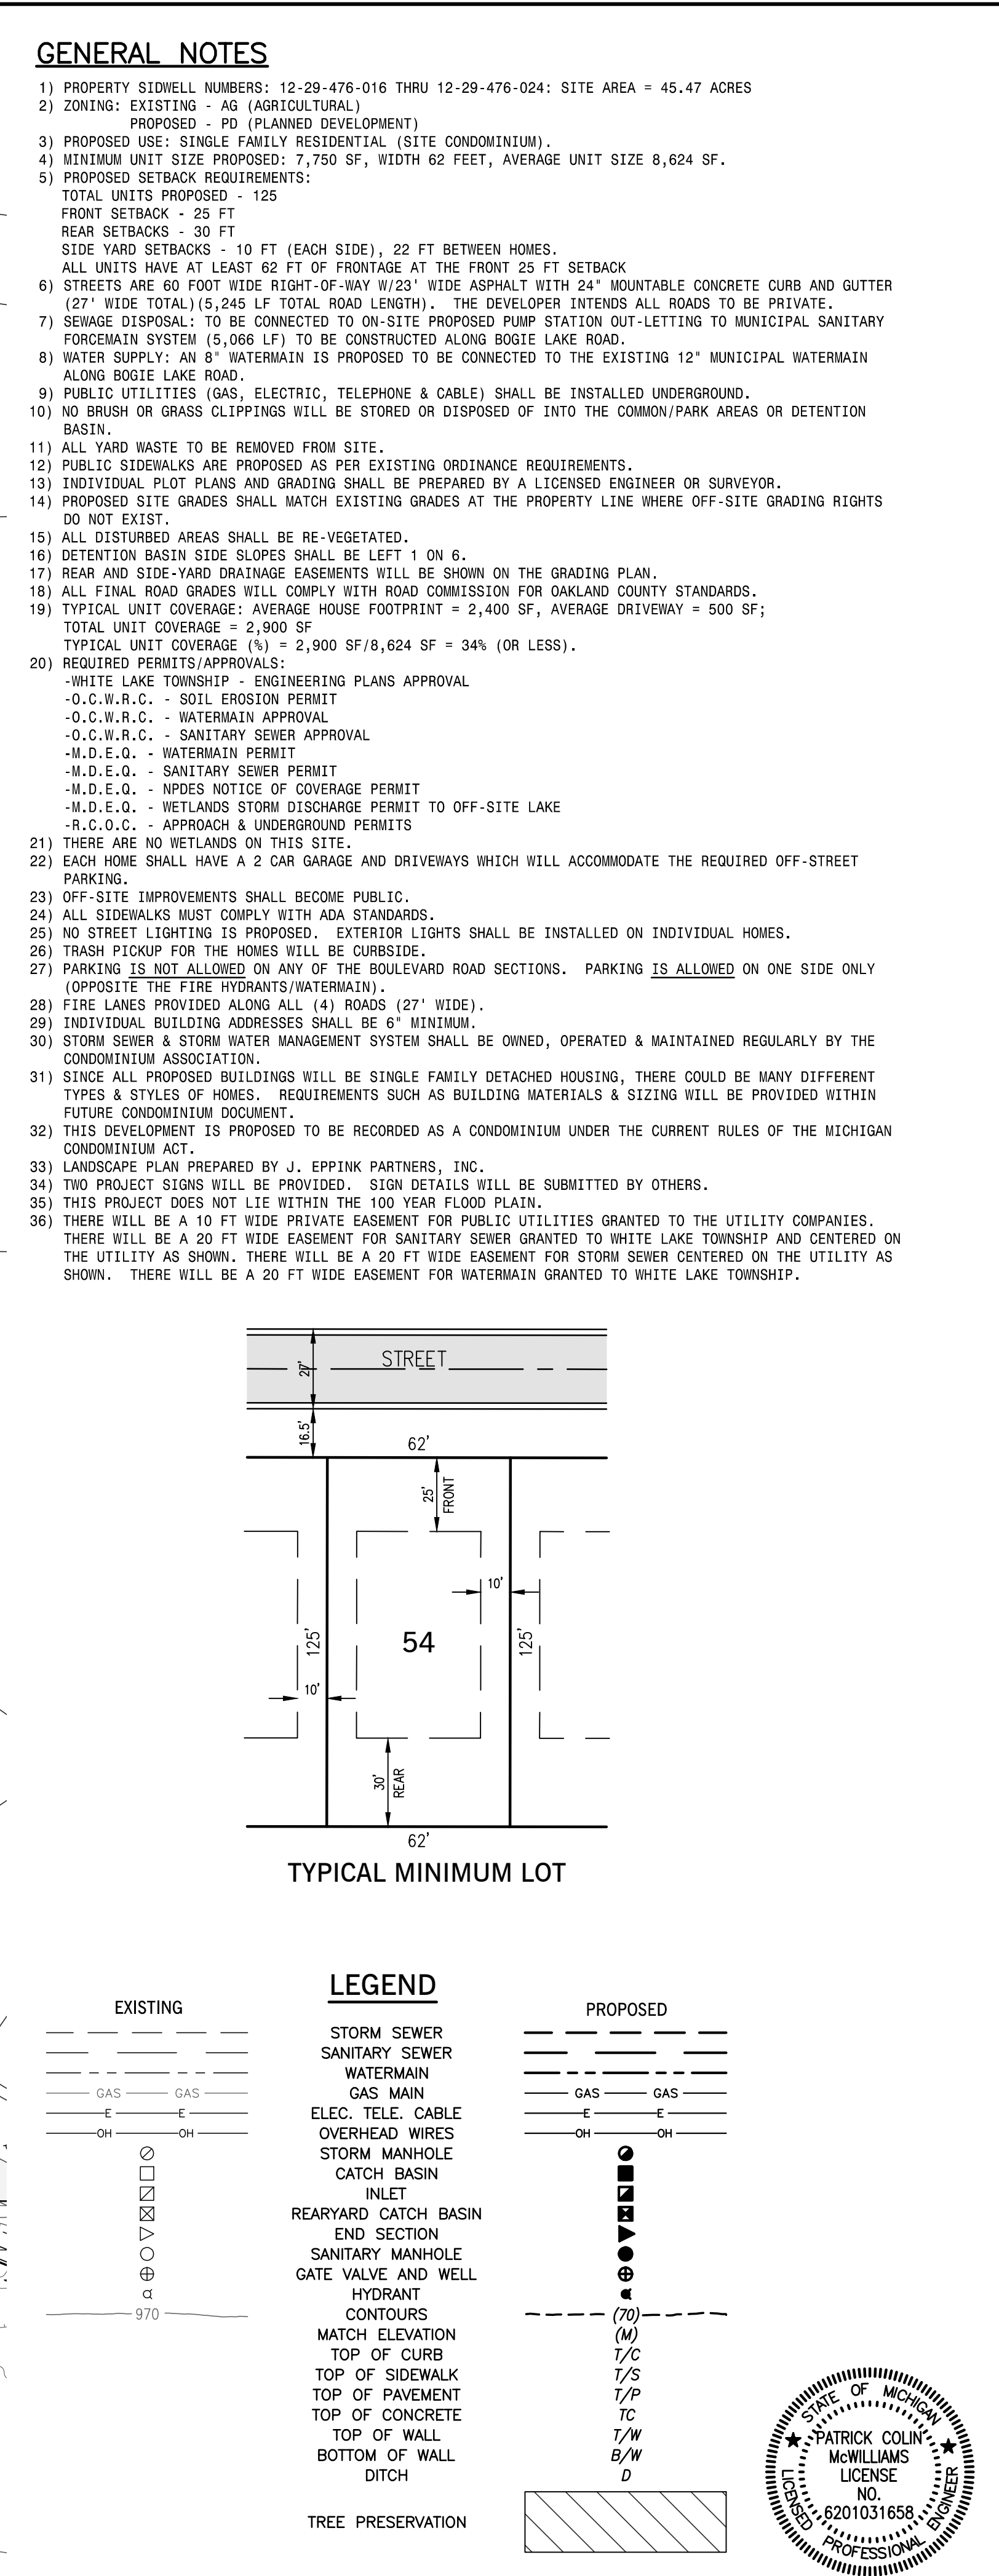 GENERAL NOTES
1) PROPERTY SIDWELL NUMBERS: 12-29-476-016 THRU 12-29-476-024: SITE AREA = 45.47 ACRES
2) ZONING: EXISTING - AG (AGRICULTURAL)
PROPOSED - PD (PLANNED DEVELOPMENT)
3) PROPOSED USE: SINGLE FAMILY RESIDENTIAL (SITE CONDOMINIUM).
4) MINIMUM UNIT SIZE PROPOSED: 7,750 SF, WIDTH 62 FEET, AVERAGE UNIT SIZE 8,624 SF.
5) PROPOSED SETBACK REQUIREMENTS:
TOTAL UNITS PROPOSED - 125
FRONT SETBACK - 25 FT
REAR SETBACKS - 30 FT
SIDE YARD SETBACKS - 10 FT (EACH SIDE), 22 FT BETWEEN HOMES.
ALL UNITS HAVE AT LEAST 62 FT OF FRONTAGE AT THE FRONT 25 FT SETBACK
6) STREETS ARE 60 FOOT WIDE RIGHT-OF-WAY W/23' WIDE ASPHALT WITH 24" MOUNTABLE CONCRETE CURB AND GUTTER
(27' WIDE TOTAL)(5,245 LF TOTAL ROAD LENGTH). THE DEVELOPER INTENDS ALL ROADS TO BE PRIVATE.
7) SEWAGE DISPOSAL: TO BE CONNECTED TO ON-SITE PROPOSED PUMP STATION OUT-LETTING TO MUNICIPAL SANITARY
FORCEMAIN SYSTEM (5,066 LF) TO BE CONSTRUCTED ALONG BOGIE LAKE ROAD.
8) WATER SUPPLY: AN 8" WATERMAIN IS PROPOSED TO BE CONNECTED TO THE EXISTING 12" MUNICIPAL WATERMAIN
ALONG BOGIE LAKE ROAD.
9) PUBLIC UTILITIES (GAS, ELECTRIC, TELEPHONE & CABLE) SHALL BE INSTALLED UNDERGROUND.
10) NO BRUSH OR GRASS CLIPPINGS WILL BE STORED OR DISPOSED OF INTO THE COMMON/PARK AREAS OR DETENTION
BASIN.
11) ALL YARD WASTE TO BE REMOVED FROM SITE.
12) PUBLIC SIDEWALKS ARE PROPOSED AS PER EXISTING ORDINANCE REQUIREMENTS.
13) INDIVIDUAL PLOT PLANS AND GRADING SHALL BE PREPARED BY A LICENSED ENGINEER OR SURVEYOR.
14) PROPOSED SITE GRADES SHALL MATCH EXISTING GRADES AT THE PROPERTY LINE WHERE OFF-SITE GRADING RIGHTS
DO NOT EXIST.
15) ALL DISTURBED AREAS SHALL BE RE-VEGETATED.
16) DETENTION BASIN SIDE SLOPES SHALL BE LEFT 1 ON 6.
17) REAR AND SIDE-YARD DRAINAGE EASEMENTS WILL BE SHOWN ON THE GRADING PLAN.
18) ALL FINAL ROAD GRADES WILL COMPLY WITH ROAD COMMISSION FOR OAKLAND COUNTY STANDARDS.
19) TYPICAL UNIT COVERAGE: AVERAGE HOUSE FOOTPRINT = 2,400 SF, AVERAGE DRIVEWAY = 500 SF;
TOTAL UNIT COVERAGE = 2,900 SF
TYPICAL UNIT COVERAGE (%) = 2,900 SF/8,624 SF = 34% (OR LESS).
20) REQUIRED PERMITS/APPROVALS:
-WHITE LAKE TOWNSHIP - ENGINEERING PLANS APPROVAL
-O.C.W.R.C. - SOIL EROSION PERMIT
-O.C.W.R.C. - WATERMAIN APPROVAL
-O.C.W.R.C. - SANITARY SEWER APPROVAL
-M.D.E.Q. - WATERMAIN PERMIT
-M.D.E.Q. - SANITARY SEWER PERMIT
-M.D.E.Q. - NPDES NOTICE OF COVERAGE PERMIT
-M.D.E.Q. - WETLANDS STORM DISCHARGE PERMIT TO OFF-SITE LAKE
-R.C.O.C. - APPROACH & UNDERGROUND PERMITS
21) THERE ARE NO WETLANDS ON THIS SITE.
22) EACH HOME SHALL HAVE A 2 CAR GARAGE AND DRIVEWAYS WHICH WILL ACCOMMODATE THE REQUIRED OFF-STREET
PARKING.
23) OFF-SITE IMPROVEMENTS SHALL BECOME PUBLIC.
24) ALL SIDEWALKS MUST COMPLY WITH ADA STANDARDS.
25) NO STREET LIGHTING IS PROPOSED. EXTERIOR LIGHTS SHALL BE INSTALLED ON INDIVIDUAL HOMES.
26) TRASH PICKUP FOR THE HOMES WILL BE CURBSIDE.
27) PARKING IS NOT ALLOWED ON ANY OF THE BOULEVARD ROAD SECTIONS. PARKING IS ALLOWED ON ONE SIDE ONLY
(OPPOSITE THE FIRE HYDRANTS/WATERMAIN).
28) FIRE LANES PROVIDED ALONG ALL (4) ROADS (27' WIDE).
29) INDIVIDUAL BUILDING ADDRESSES SHALL BE 6" MINIMUM.
30) STORM SEWER & STORM WATER MANAGEMENT SYSTEM SHALL BE OWNED, OPERATED & MAINTAINED REGULARLY BY THE
CONDOMINIUM ASSOCIATION.
31) SINCE ALL PROPOSED BUILDINGS WILL BE SINGLE FAMILY DETACHED HOUSING, THERE COULD BE MANY DIFFERENT
TYPES & STYLES OF HOMES. REQUIREMENTS SUCH AS BUILDING MATERIALS & SIZING WILL BE PROVIDED WITHIN
FUTURE CONDOMINIUM DOCUMENT.
32) THIS DEVELOPMENT IS PROPOSED TO BE RECORDED AS A CONDOMINIUM UNDER THE CURRENT RULES OF THE MICHIGAN
CONDOMINIUM ACT.
33) LANDSCAPE PLAN PREPARED BY J. EPPINK PARTNERS, INC.
34) TWO PROJECT SIGNS WILL BE PROVIDED. SIGN DETAILS WILL BE SUBMITTED BY OTHERS.
35) THIS PROJECT DOES NOT LIE WITHIN THE 100 YEAR FLOOD PLAIN.
36) THERE WILL BE A 10 FT WIDE PRIVATE EASEMENT FOR PUBLIC UTILITIES GRANTED TO THE UTILITY COMPANIES.
THERE WILL BE A 20 FT WIDE EASEMENT FOR SANITARY SEWER GRANTED TO WHITE LAKE TOWNSHIP AND CENTERED ON
THE UTILITY AS SHOWN. THERE WILL BE A 20 FT WIDE EASEMENT FOR STORM SEWER CENTERED ON THE UTILITY AS
SHOWN. THERE WILL BE A 20 FT WIDE EASEMENT FOR WATERMAIN GRANTED TO WHITE LAKE TOWNSHIP.
STREET
27'
16.5'
62'
25'
FRONT
10'
125'
54
125'
10'
30'
REAR
62'
TYPICAL MINIMUM LOT
LEGEND
EXISTING
PROPOSED
STORM SEWER
SANITARY SEWER
WATERMAIN
GAS GAS GAS MAIN GAS GAS
E E ELEC. TELE. CABLE E E
OH OH OVERHEAD WIRES OH OH
STORM MANHOLE
CATCH BASIN
INLET
REARYARD CATCH BASIN
END SECTION
SANITARY MANHOLE
GATE VALVE AND WELL
HYDRANT
970 CONTOURS (70)
MATCH ELEVATION (M)
TOP OF CURB T/C
TOP OF SIDEWALK T/S
TOP OF PAVEMENT T/P
TOP OF CONCRETE TC
TOP OF WALL T/W
BOTTOM OF WALL B/W
DITCH D
TREE PRESERVATION
STATE OF MICHIGAN
PATRICK COLIN
McWILLIAMS
LICENSE
NO.
6201031658
LICENSED PROFESSIONAL ENGINEER